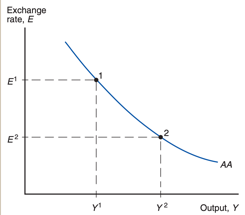 Exchange
rate, E
1
E¹
2
E²
AA
Y¹
Y²
Output, Y